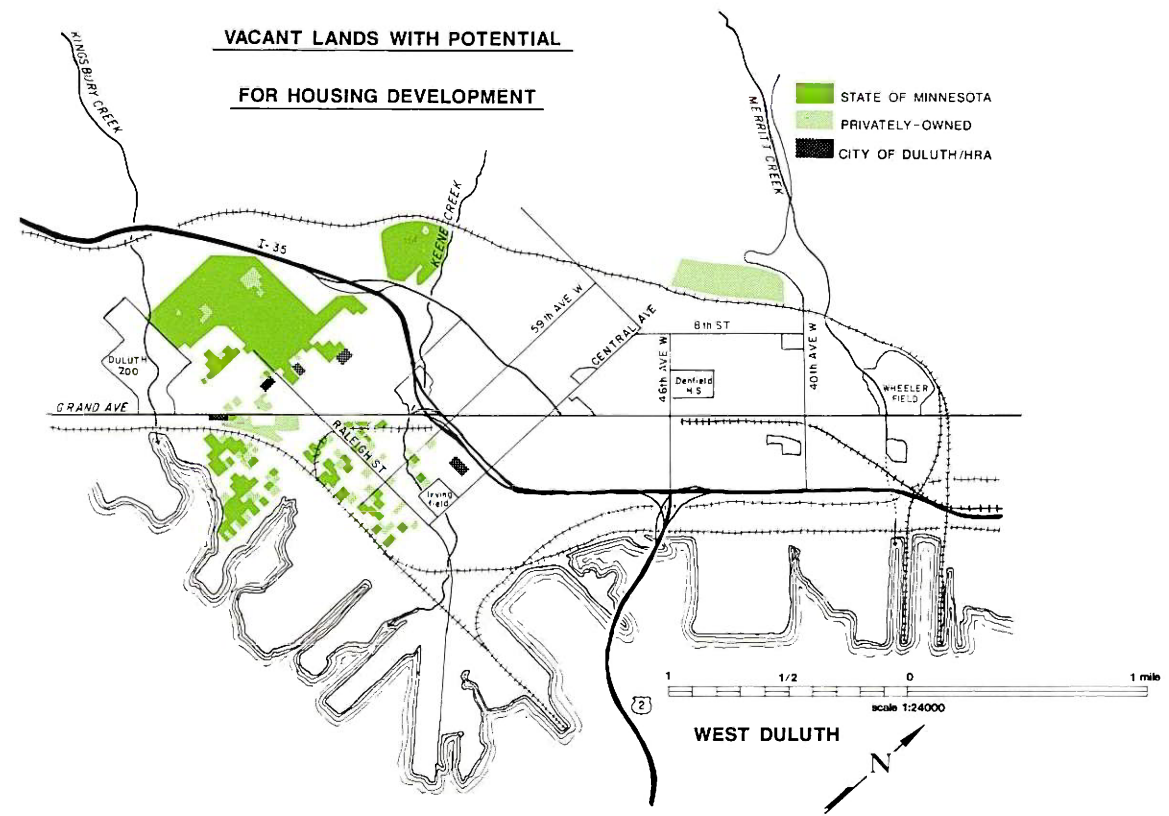 VACANT LANDS WITH POTENTIAL
FOR HOUSING DEVELOPMENT
STATE OF MINNESOTA
PRIVATELY-OWNED
CITY OF DULUTH/HRA
KINGSBURY CREEK
MERRITT CREEK
KEENE CREEK
I-35
59th AVE W
CENTRAL AVE
8th ST
46th AVE W
40th AVE W
Denfield
H.S
WHEELER
FIELD
DULUTH
ZOO
GRAND AVE
RALEIGH ST
Irving
field
1 1/2 0 1 mile
scale 1:24000
2
WEST DULUTH
N